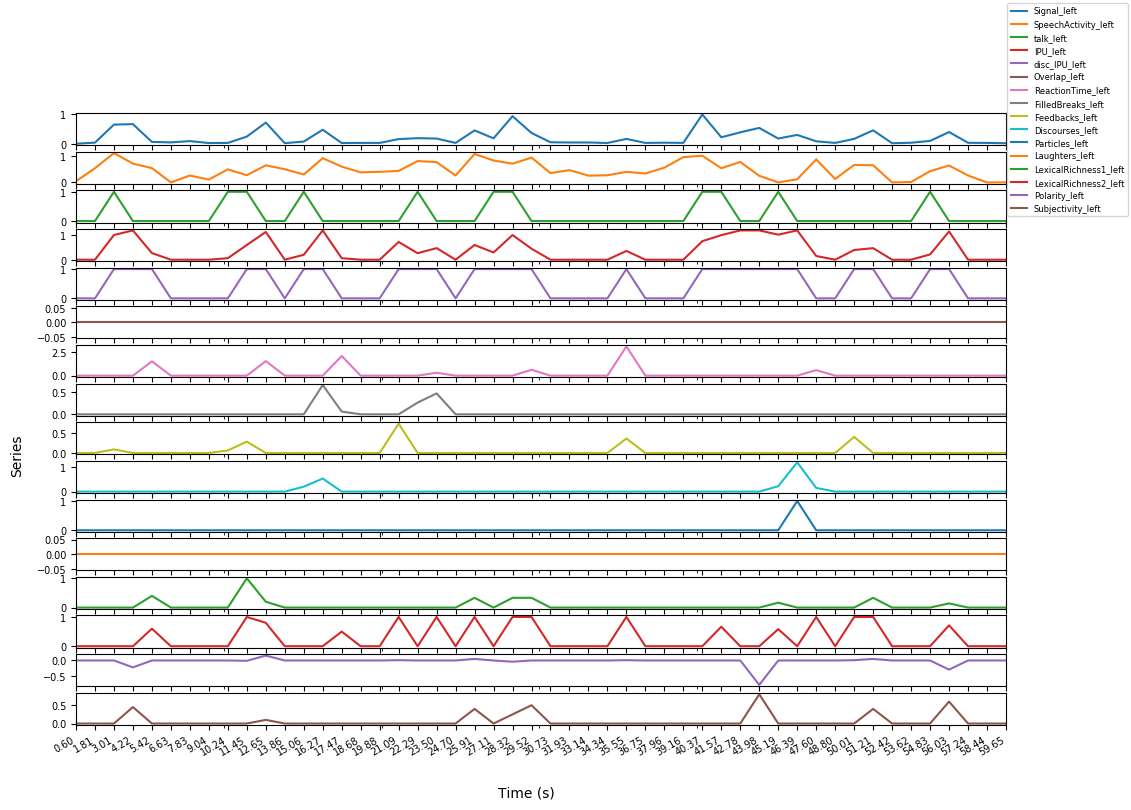 Signal_left
SpeechActivity_left
talk_left
IPU_left
disc_IPU_left
Overlap_left
ReactionTime_left
FilledBreaks_left
Feedbacks_left
Discourses_left
Particles_left
Laughters_left
LexicalRichness1_left
LexicalRichness2_left
Polarity_left
Subjectivity_left
1
0
1
0
1
0
1
0
1
0
0.05
0.00
−0.05
2.5
0.0
0.5
0.0
0.5
0.0
1
0
1
0
0.05
0.00
−0.05
1
0
1
0
0.0
−0.5
0.5
0.0
Series
0.60 1.81 3.01 4.22 5.42 6.63 7.83 9.04 10.24 11.45 12.65 13.86 15.06 16.27 17.47 18.68 19.88 21.09 22.29 23.50 24.70 25.91 27.11 28.32 29.52 30.73 31.93 33.14 34.34 35.55 36.75 37.96 39.16 40.37 41.57 42.78 43.98 45.19 46.39 47.60 48.80 50.01 51.21 52.42 53.62 54.83 56.03 57.24 58.44 59.65
Time (s)